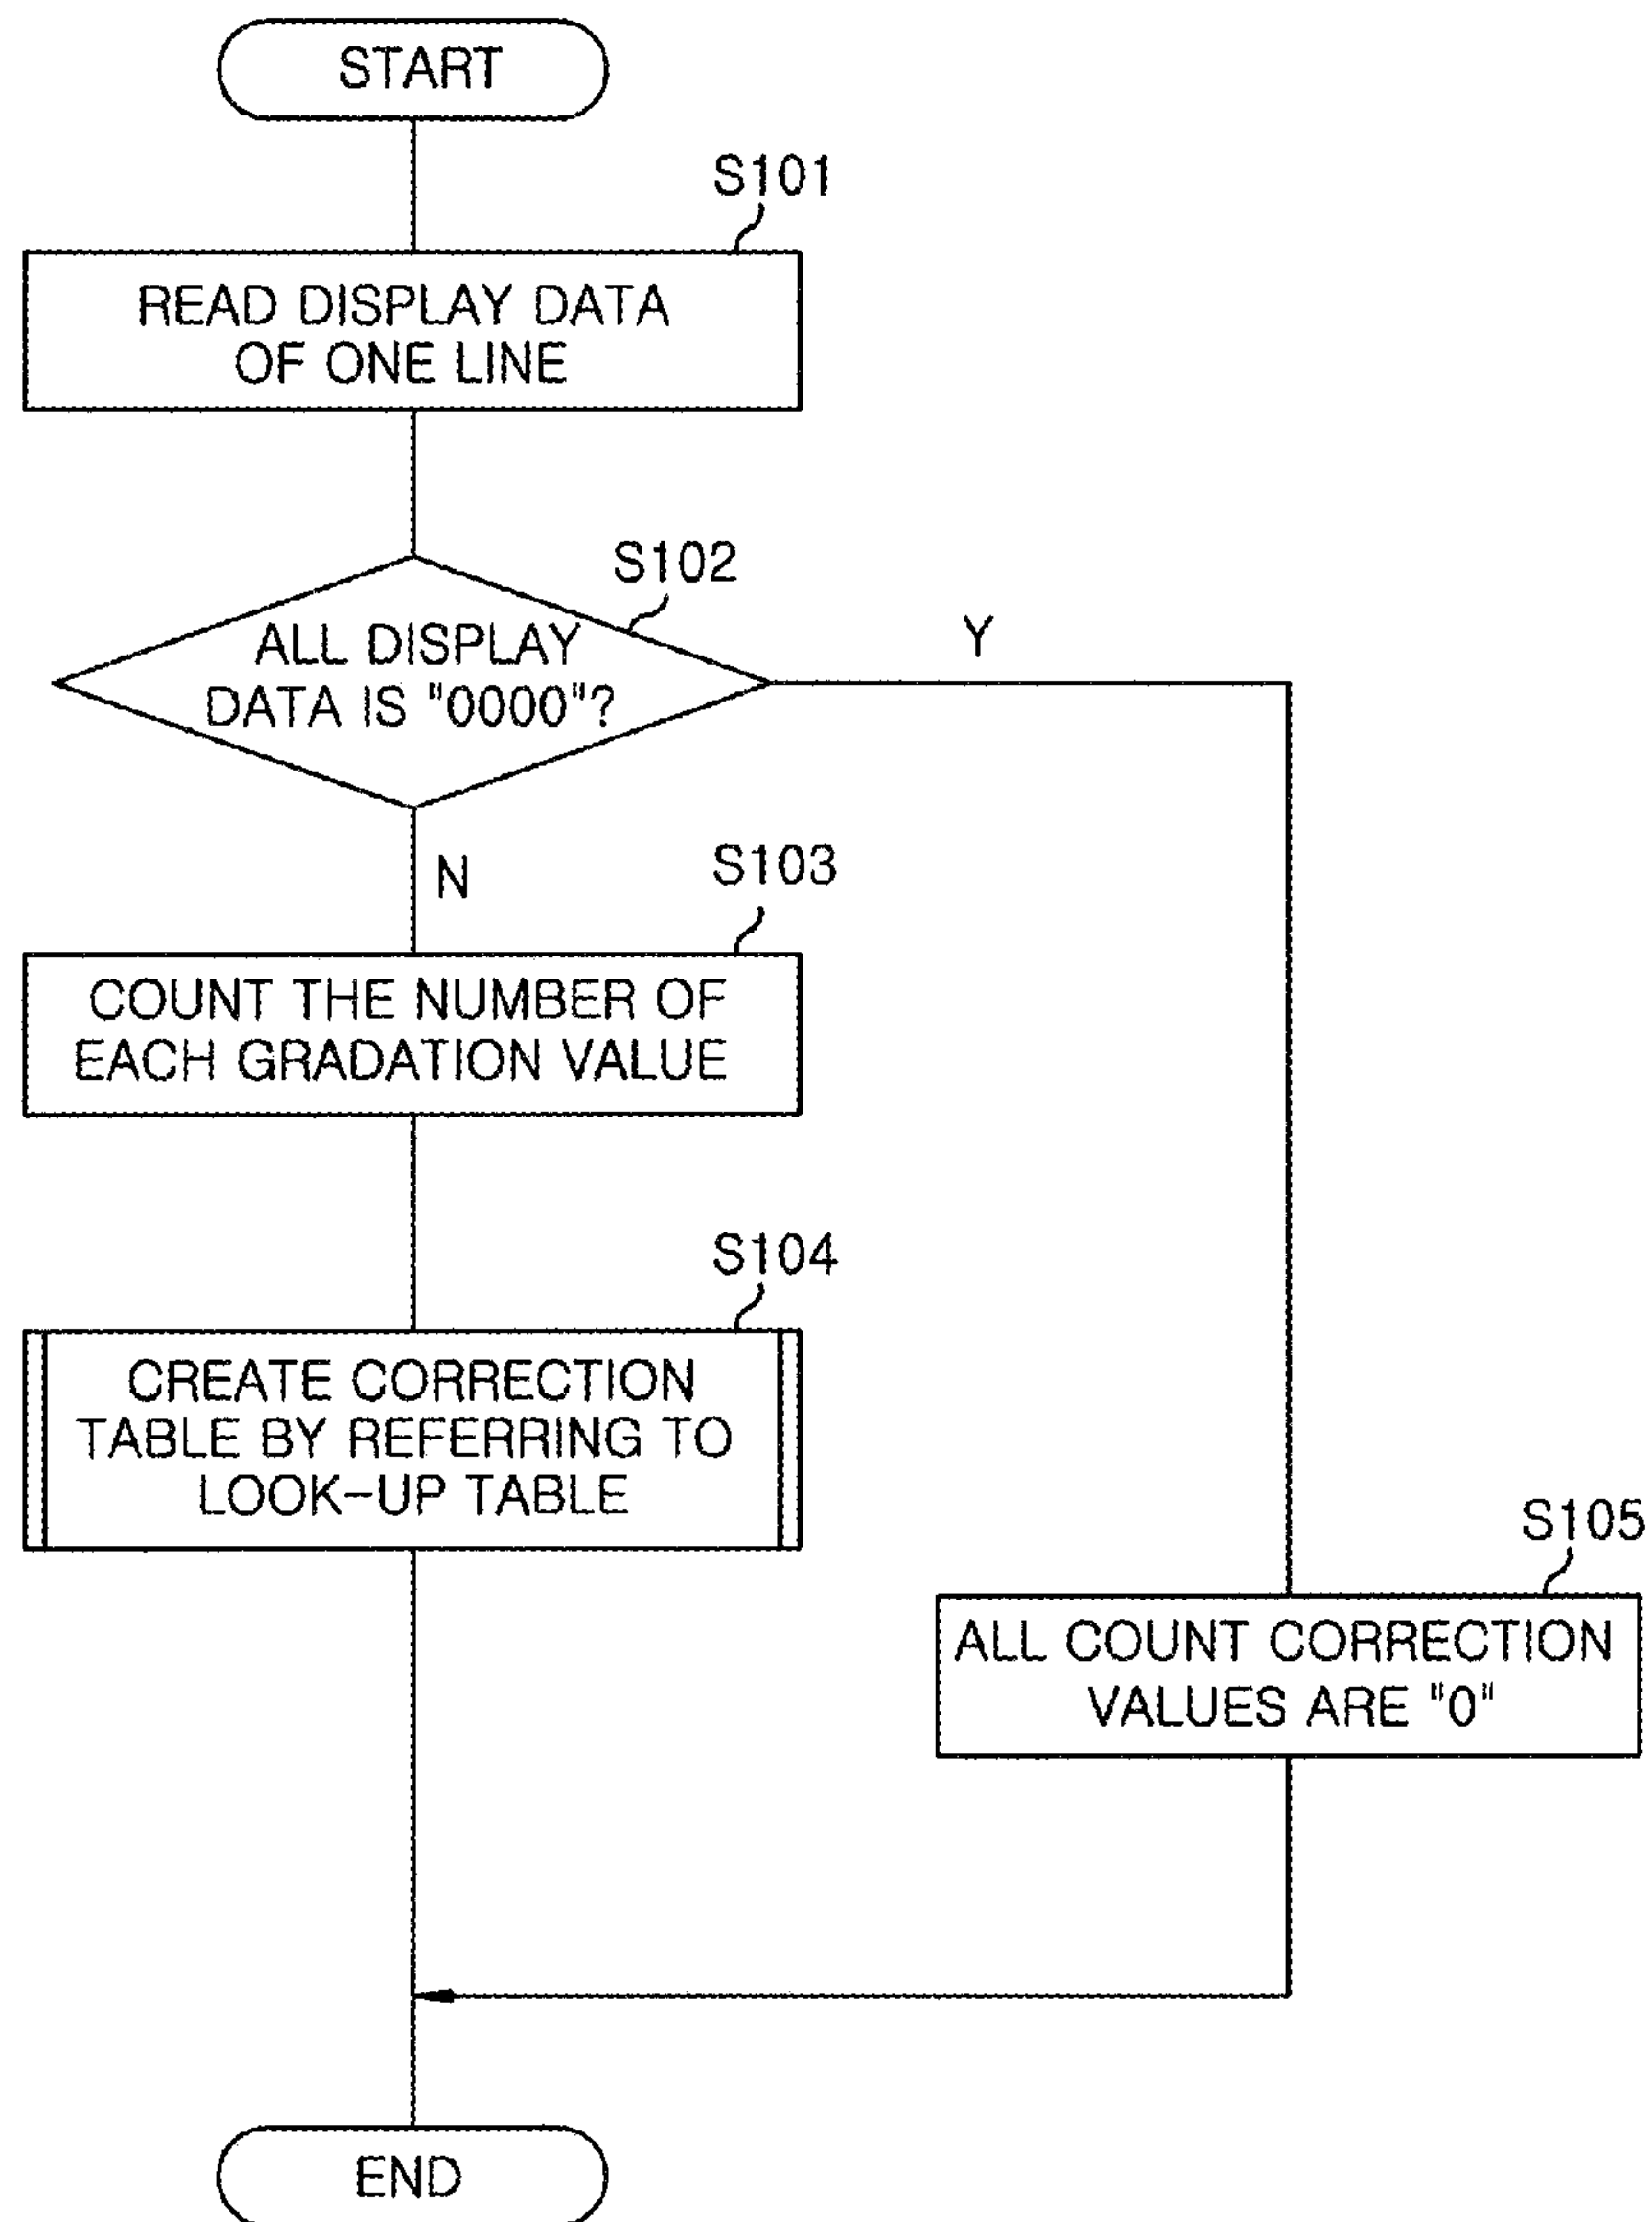 START
S101
READ DISPLAY DATA
OF ONE LINE
S102
ALL DISPLAY
DATA IS "0000"?
Y
N
S103
COUNT THE NUMBER OF
EACH GRADATION VALUE
S104
CREATE CORRECTION
TABLE BY REFERRING TO
LOOK-UP TABLE
S105
ALL COUNT CORRECTION
VALUES ARE "0"
END